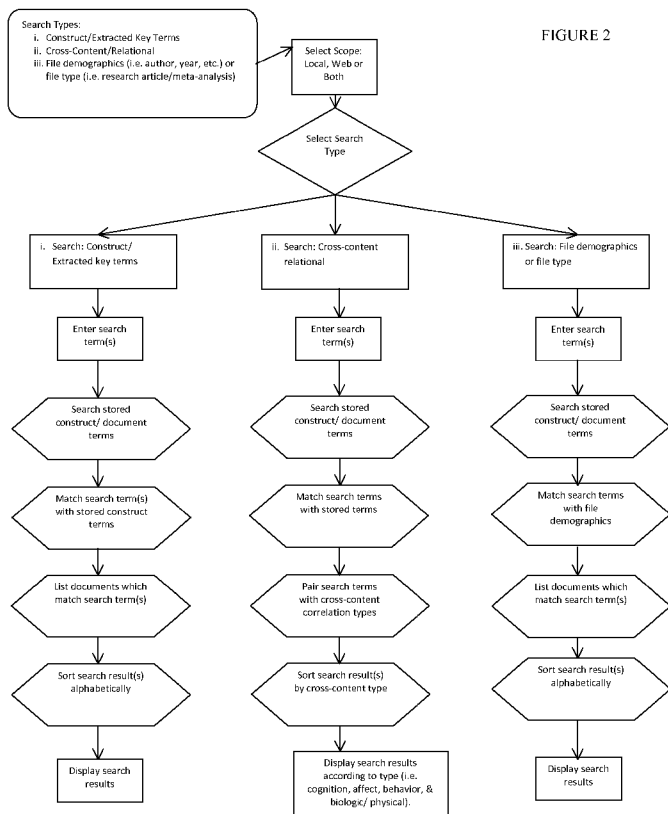 Search Types:
i. Construct/Extracted Key Terms
ii. Cross-Content/Relational
iii. File demographics (i.e. author, year, etc.) or
file type (i.e. research article/meta-analysis)
Select Scope:
Local, Web or
Both
FIGURE 2
Select Search
Type
i. Search: Construct/
Extracted key terms
Enter search
term(s)
Search stored
construct/ document
terms
Match search term(s)
with stored construct
terms
List documents which
match search term(s)
Sort search result(s)
alphabetically
Display search
results
ii. Search: Cross-content
relational
Enter search
term(s)
Search stored
construct/ document
terms
Match search terms
with stored terms
Pair search terms
with cross-content
correlation types
Sort search result(s)
by cross-content type
Display search results
according to type (i.e.
cognition, affect, behavior, &
biologic/ physical).
iii. Search: File demographics
or file type
Enter search
term(s)
Search stored
construct/ document
terms
Match search terms
with file
demographics
List documents which
match search term(s)
Sort search result(s)
alphabetically
Display search
results